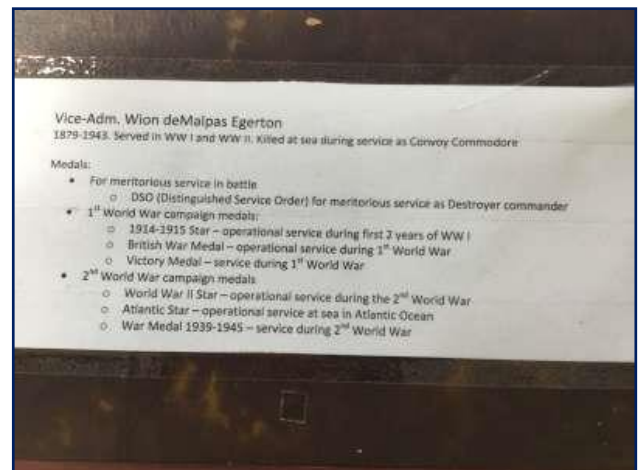 Vice-Adm. Wion deMalpas Egerton
1879-1943. Served in WW I and WW II. Killed at sea during service as Convoy Commodore
Medals:
• For meritorious service in battle
o DSO (Distinguished Service Order) for meritorious service as Destroyer commander
• 1st World War campaign medals:
o 1914-1915 Star – operational service during first 2 years of WW I
o British War Medal – operational service during 1st World War
o Victory Medal – service during 1st World War
• 2nd World War campaign medals
o World War II Star – operational service during the 2nd World War
o Atlantic Star – operational service at sea in Atlantic Ocean
o War Medal 1939-1945 – service during 2nd World War